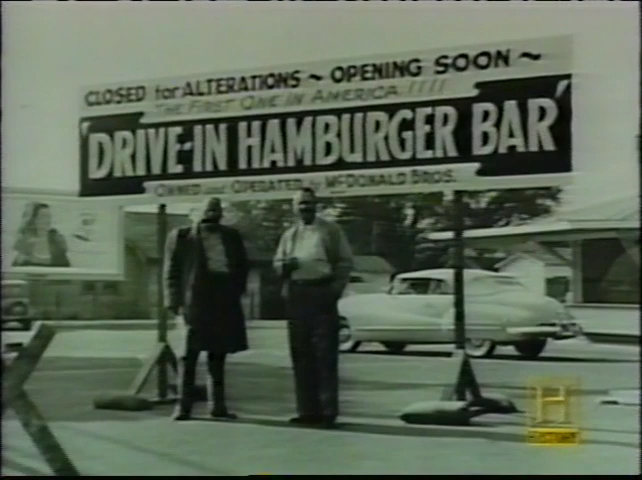 CLOSED for ALTERATIONS ~ OPENING SOON ~
THE FIRST ONE IN AMERICA!!!!
'DRIVE-IN HAMBURGER BAR'
OWNED and OPERATED by McDONALD BROS.
H